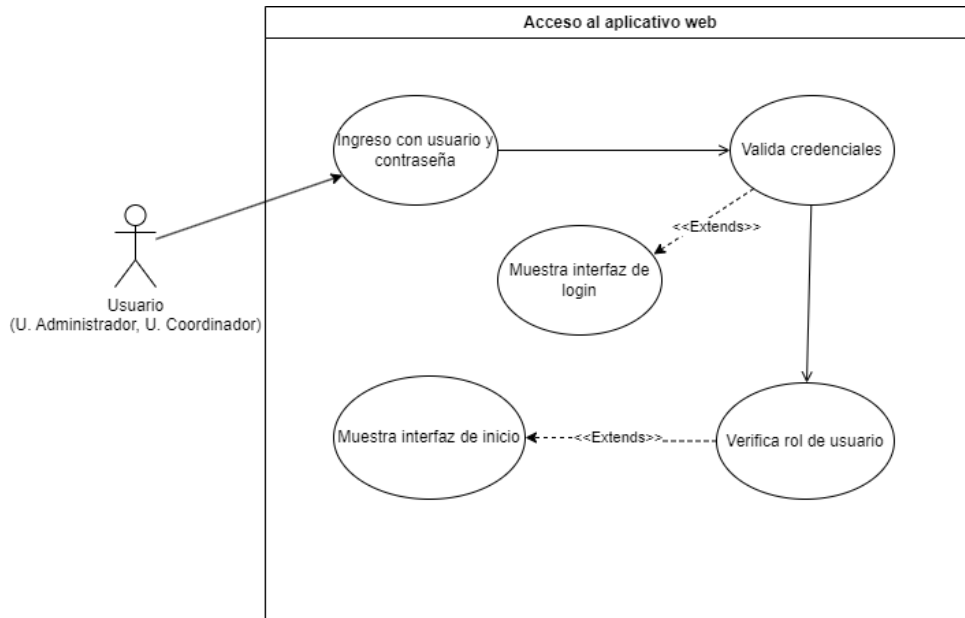 Acceso al aplicativo web
Ingreso con usuario y
contraseña
Valida credenciales
<<Extends>>
Muestra interfaz de
login
Usuario
(U. Administrador, U. Coordinador)
Muestra interfaz de inicio
<<Extends>>
Verifica rol de usuario